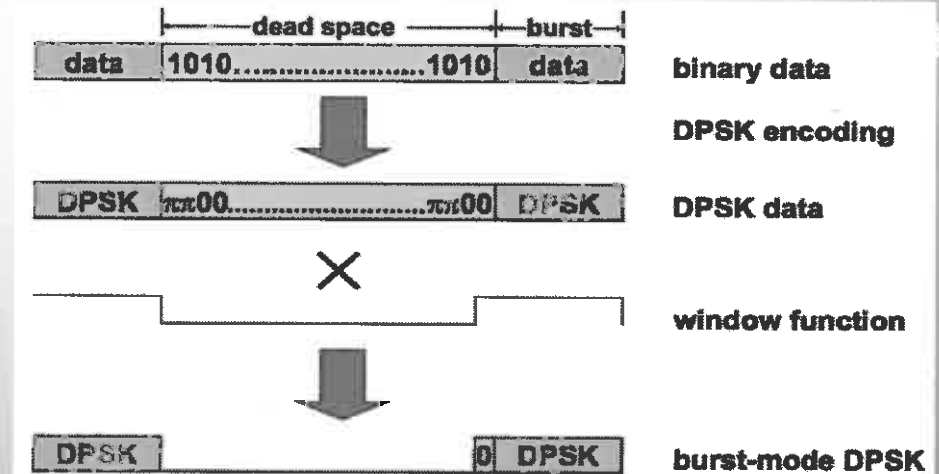 dead space burst
data 1010........................1010 data binary data
DPSK encoding
DPSK ππ00........................ππ00 DPSK DPSK data
×
window function
DPSK 0 DPSK burst-mode DPSK